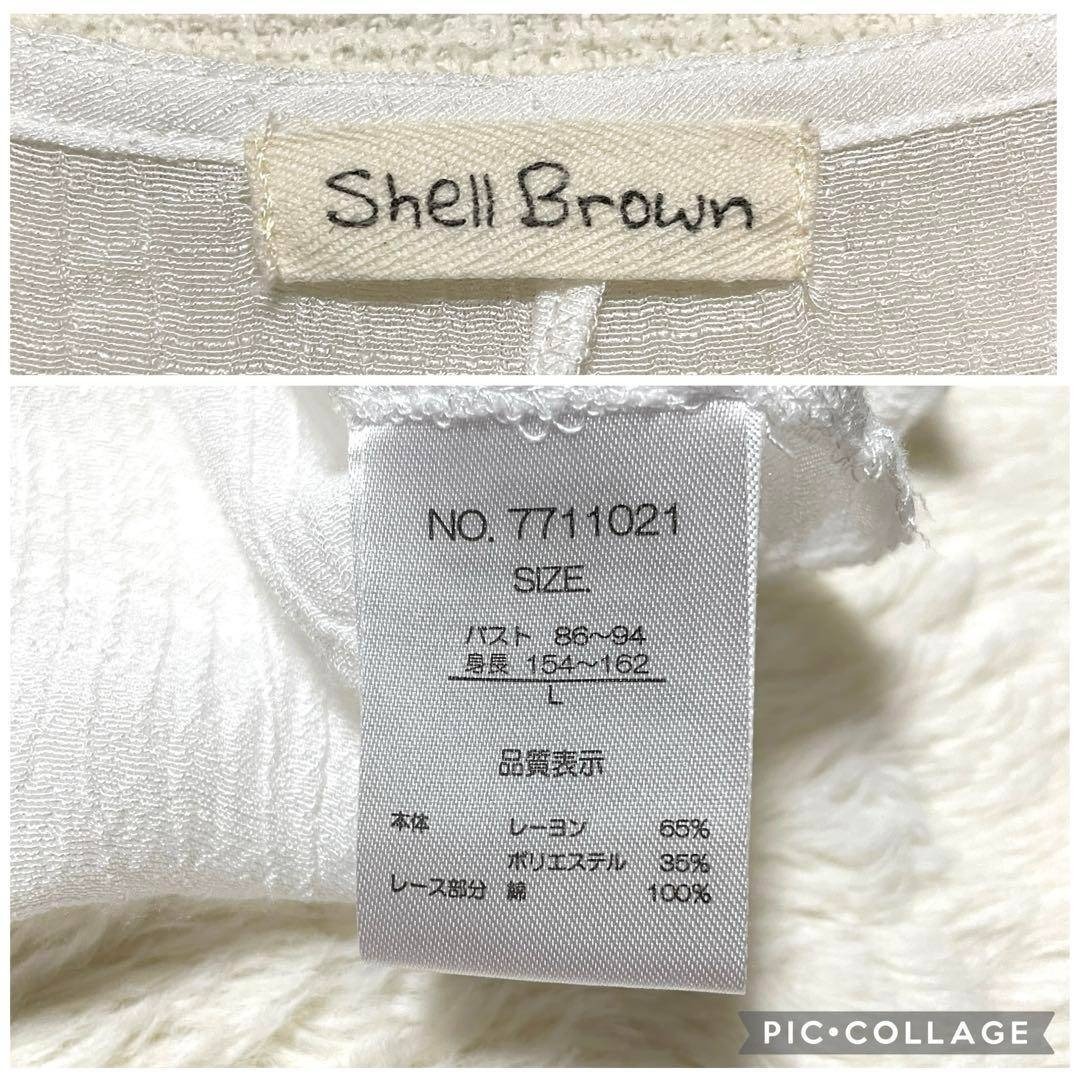 Shell Brown
NO. 7711021
SIZE.
バスト 86～94
身長 154～162
L
品質表示
本体 レーヨン 65%
ポリエステル 35%
レース部分 綿 100%
PIC•COLLAGE